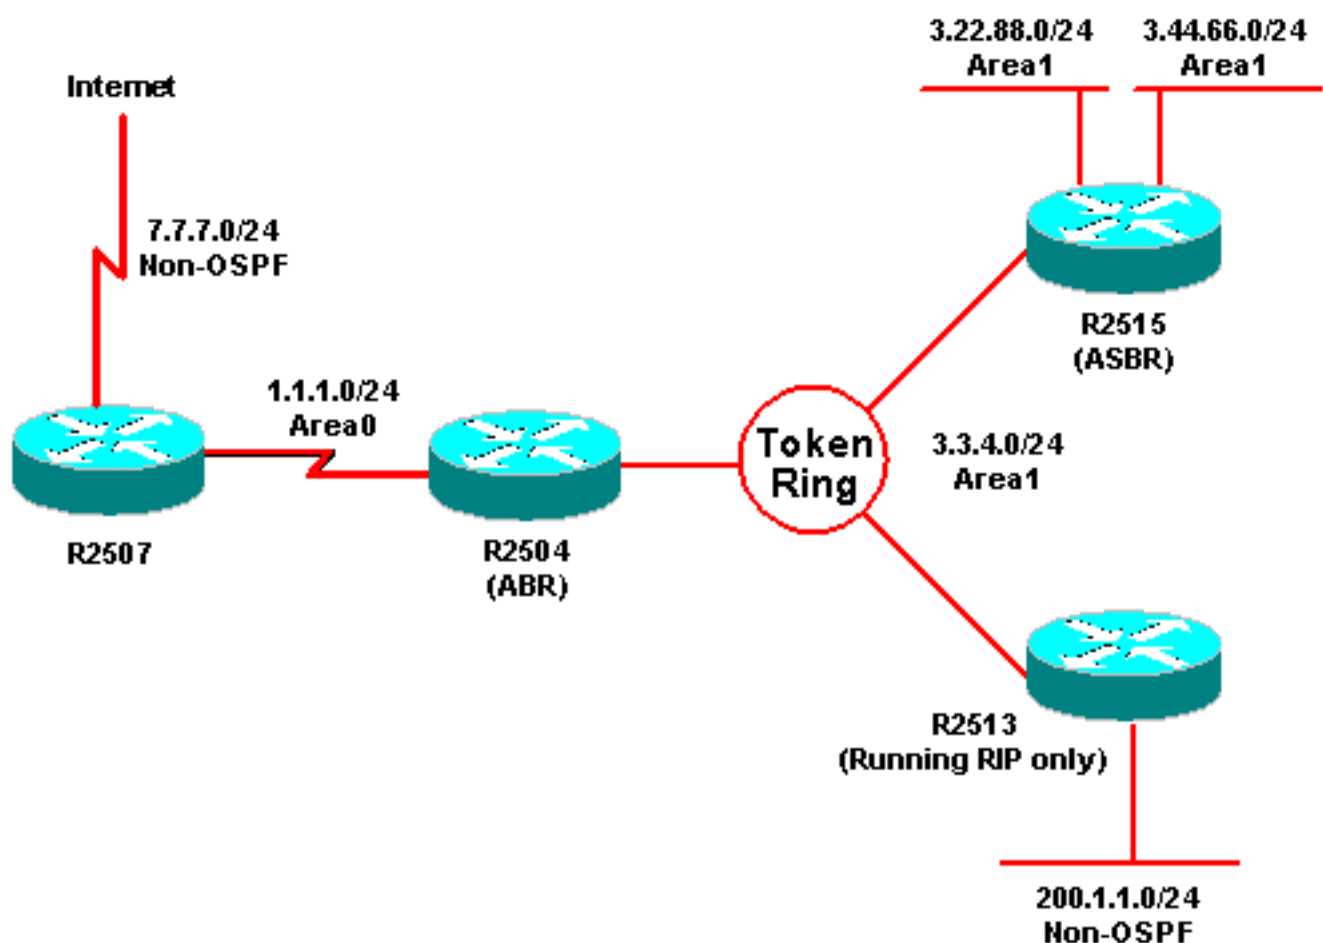 3.22.88.0/24
Area1
3.44.66.0/24
Area1
Internet
7.7.7.0/24
Non-OSPF
R2515
(ASBR)
1.1.1.0/24
Area0
Token
Ring
3.3.4.0/24
Area1
R2507
R2504
(ABR)
R2513
(Running RIP only)
200.1.1.0/24
Non-OSPF